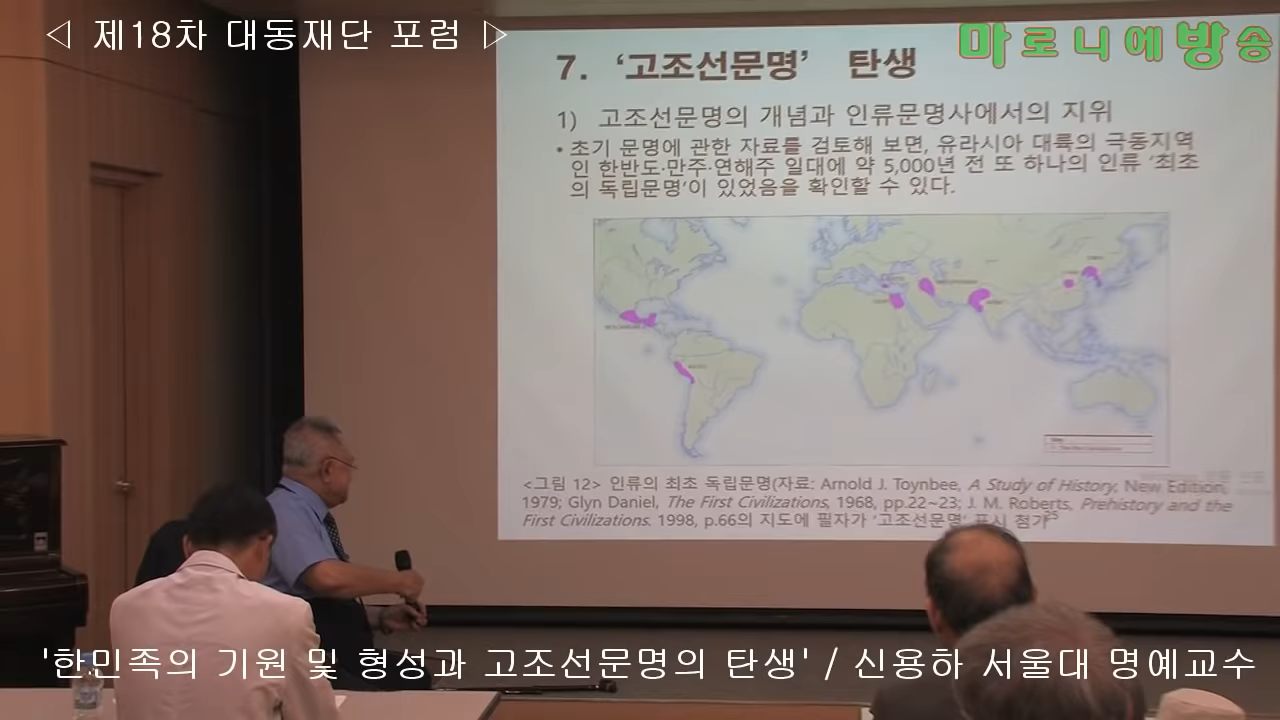 ◁ 제18차 대동재단 포럼 ▷
마로니에방송
7. ‘고조선문명’ 탄생
1) 고조선문명의 개념과 인류문명사에서의 지위
• 초기 문명에 관한 자료를 검토해 보면, 유라시아 대륙의 극동지역
인 한반도·만주·연해주 일대에 약 5,000년 전 또 하나의 인류 ‘최초
의 독립문명’이 있었음을 확인할 수 있다.
<그림 12> 인류의 최초 독립문명(자료: Arnold J. Toynbee, A Study of History, New Edition,
1979; Glyn Daniel, The First Civilizations, 1968, pp.22~23; J. M. Roberts, Prehistory and the
First Civilizations. 1998, p.66의 지도에 필자가 ‘고조선문명’ 표시 첨가
25
'한민족의 기원 및 형성과 고조선문명의 탄생' / 신용하 서울대 명예교수